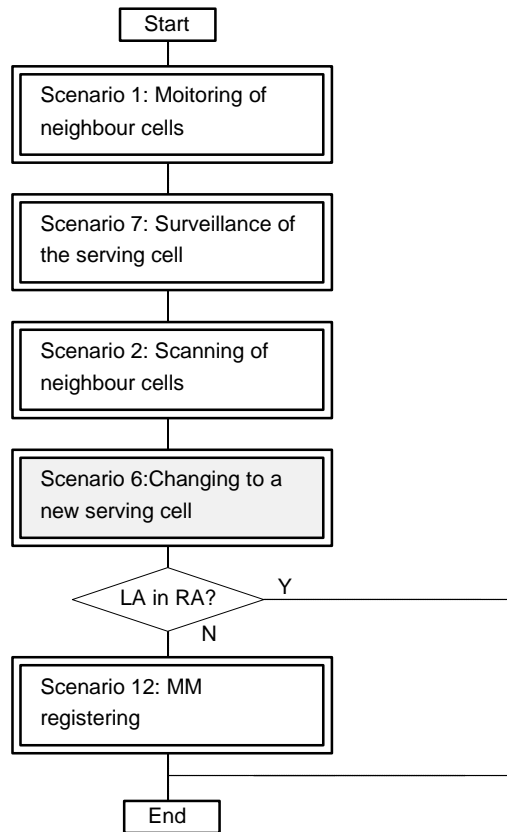 Start
Scenario 1: Moitoring of
neighbour cells
Scenario 7: Surveillance of
the serving cell
Scenario 2: Scanning of
neighbour cells
Scenario 6:Changing to a
new serving cell
LA in RA?
Y
N
Scenario 12: MM
registering
End